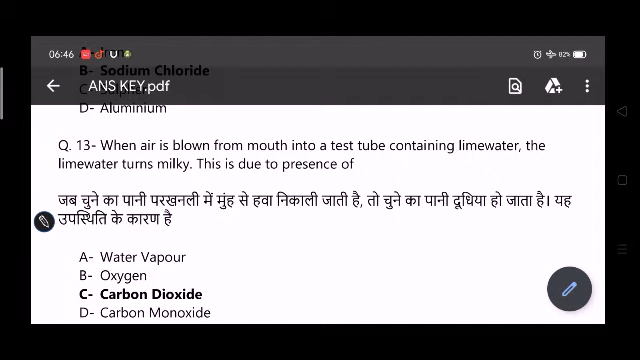 06:46
82%
B- Sodium Chloride
ANS KEY.pdf
D- Aluminium
Q. 13- When air is blown from mouth into a test tube containing limewater, the
limewater turns milky. This is due to presence of
जब चुने का पानी परखनली में मुंह से हवा निकाली जाती है, तो चुने का पानी दूधिया हो जाता है। यह
उपस्थिति के कारण है
A- Water Vapour
B- Oxygen
C- Carbon Dioxide
D- Carbon Monoxide